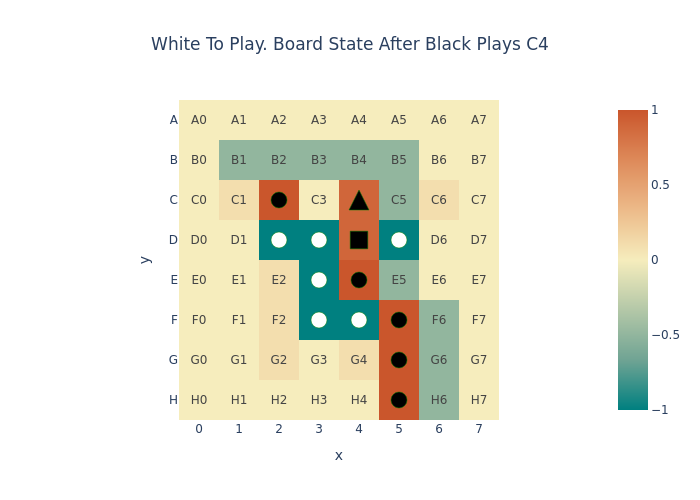 White To Play. Board State After Black Plays C4
A A0 A1 A2 A3 A4 A5 A6 A7
B B0 B1 B2 B3 B4 B5 B6 B7
C C0 C1 C3 C5 C6 C7
D D0 D1 D6 D7
E E0 E1 E2 E5 E6 E7
F F0 F1 F2 F6 F7
G G0 G1 G2 G3 G4 G6 G7
H H0 H1 H2 H3 H4 H6 H7
0 1 2 3 4 5 6 7
x
y
1
0.5
0
−0.5
−1